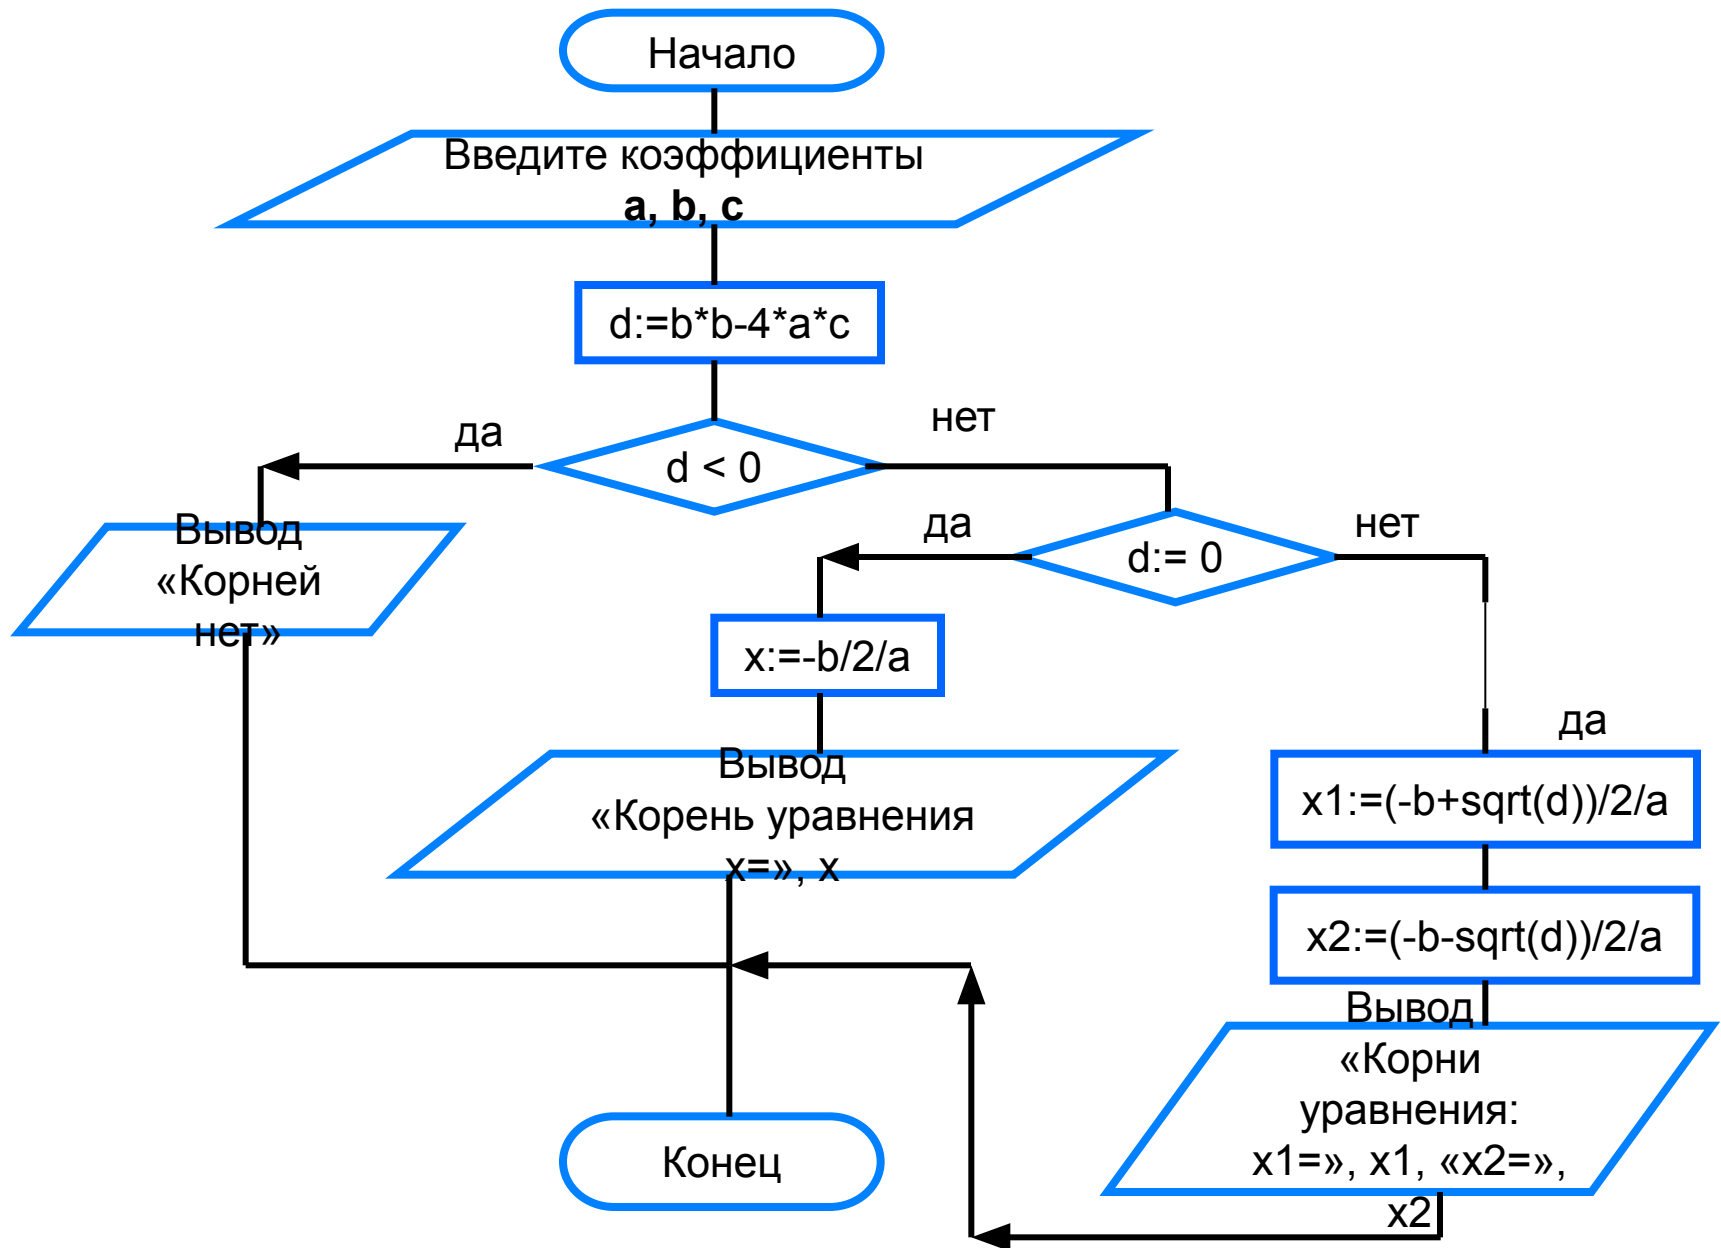 Начало
Введите коэффициенты
a, b, c
d:=b*b-4*a*c
да
нет
d < 0
Вывод
«Корней
нет»
да
нет
d:= 0
x:=-b/2/a
Вывод
«Корень уравнения
x=», x
да
x1:=(-b+sqrt(d))/2/a
x2:=(-b-sqrt(d))/2/a
Вывод
«Корни
уравнения:
x1=», x1, «x2=»,
x2
Конец